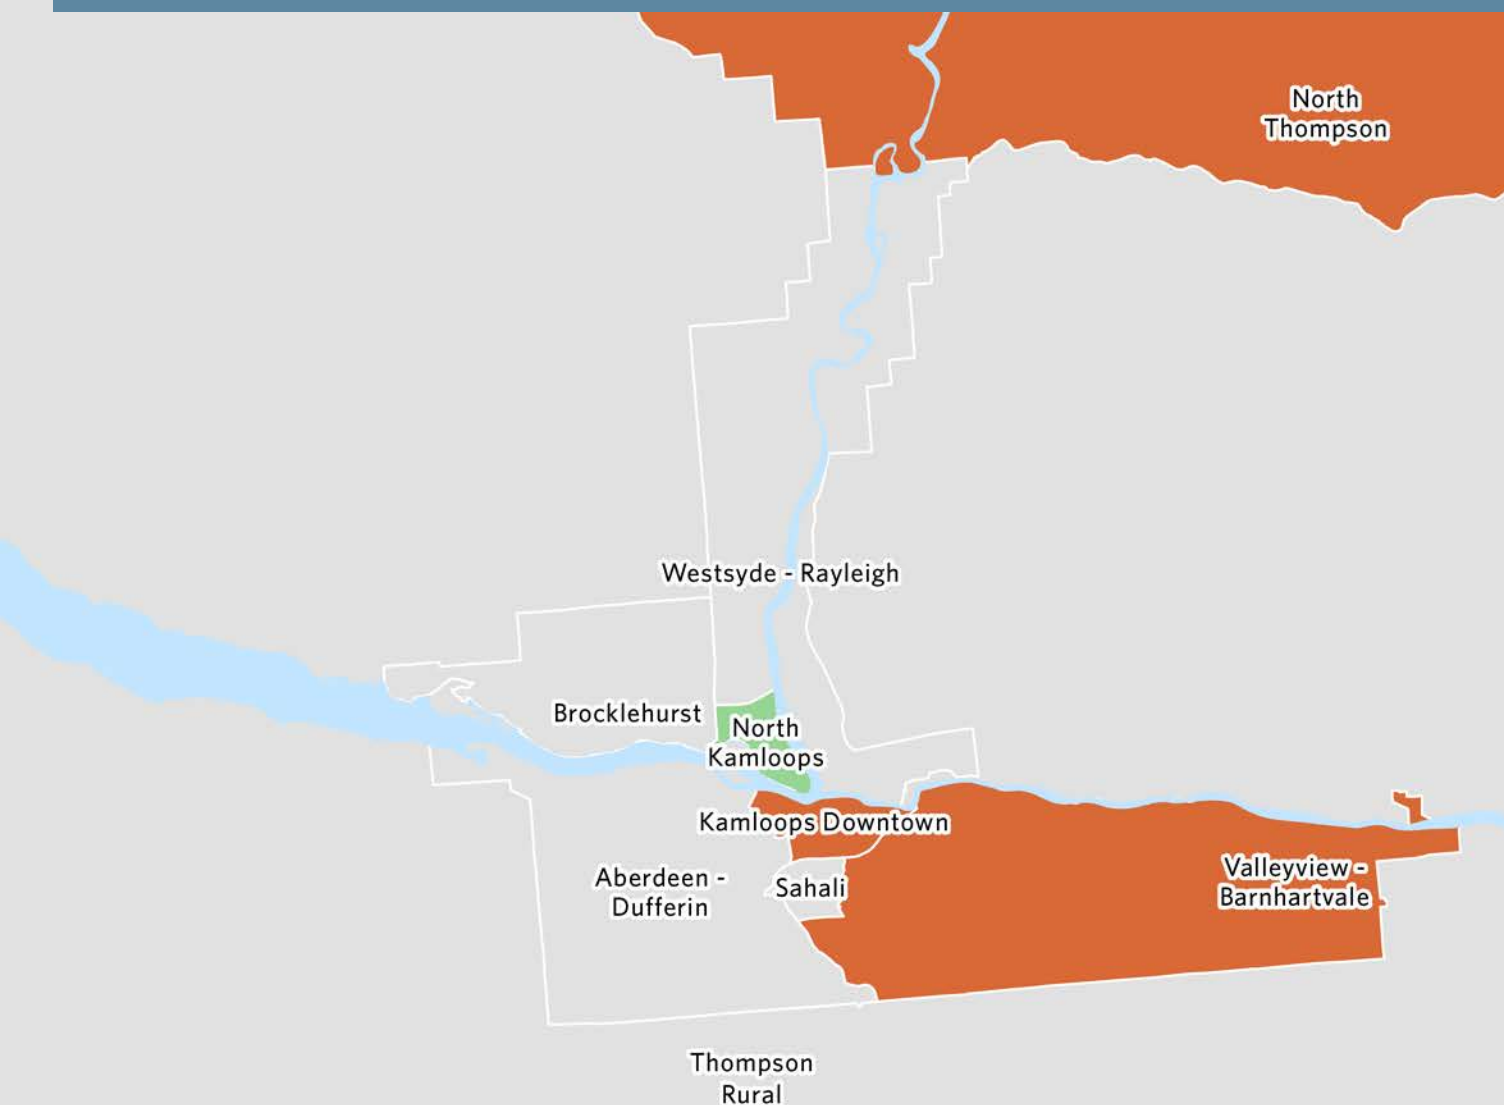 North
Thompson
Westsyde - Rayleigh
Brocklehurst
North
Kamloops
Kamloops Downtown
Aberdeen -
Dufferin
Sahali
Valleyview -
Barnhartvale
Thompson
Rural